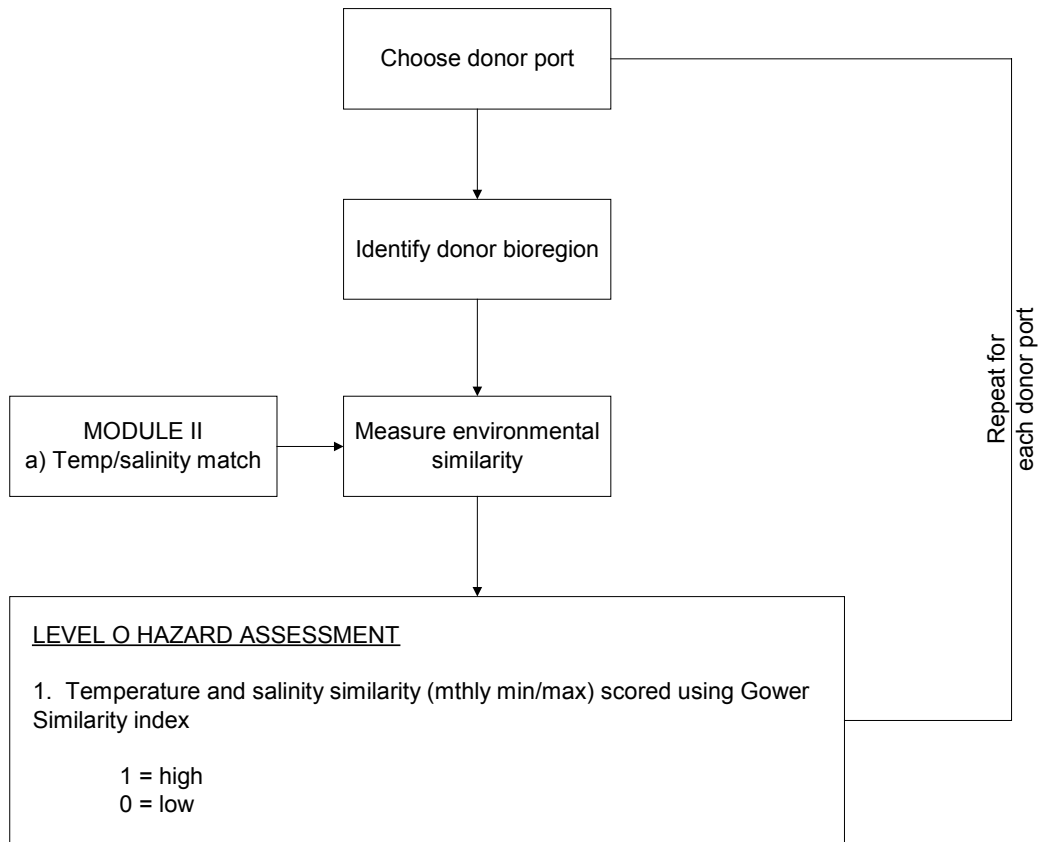 Choose donor port
Identify donor bioregion
MODULE II
a) Temp/salinity match
Measure environmental
similarity
Repeat for
each donor port
LEVEL O HAZARD ASSESSMENT
1.  Temperature and salinity similarity (mthly min/max) scored using Gower
Similarity index
1 = high
0 = low